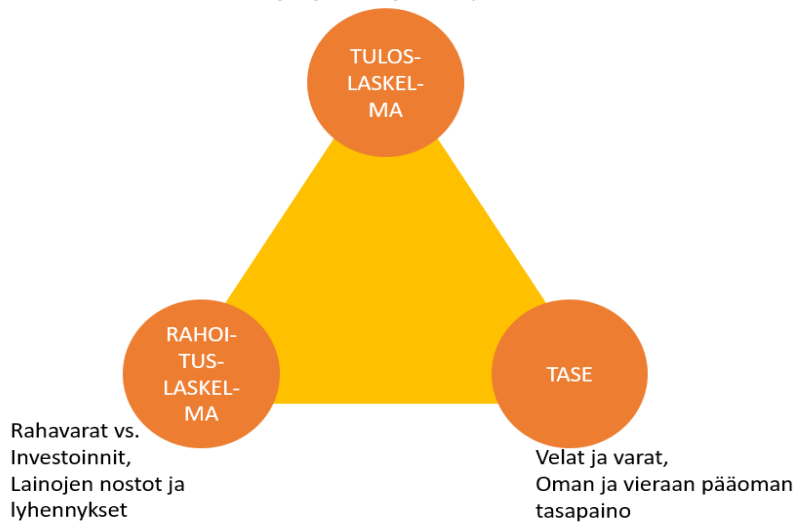 TULOS-
LASKEL-
MA
RAHOI-
TUS-
LASKEL-
MA
TASE
Rahavarat vs.
Investoinnit,
Lainojen nostot ja
lyhennykset
Velat ja varat,
Oman ja vieraan pääoman
tasapaino